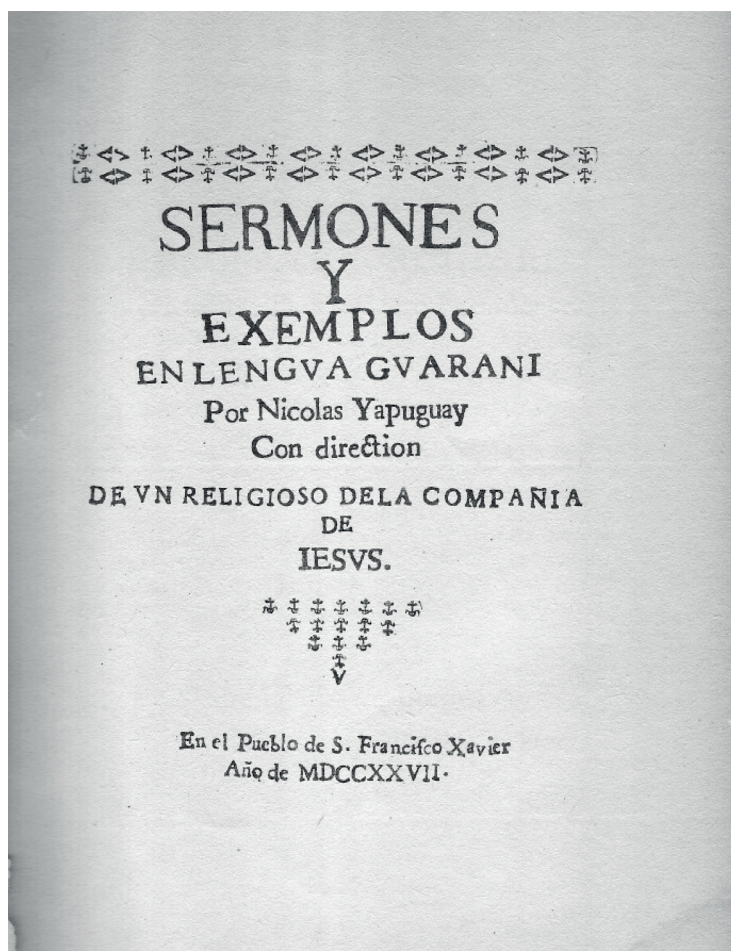 SERMONES
Y
EXEMPLOS
EN LENGVA GVARANI
Por Nicolas Yapuguay
Con direction
DE VN RELIGIOSO DELA COMPAÑIA
DE
IESVS.
En el Pueblo de S. Franciſco Xavier
Año de MDCCXXVII.